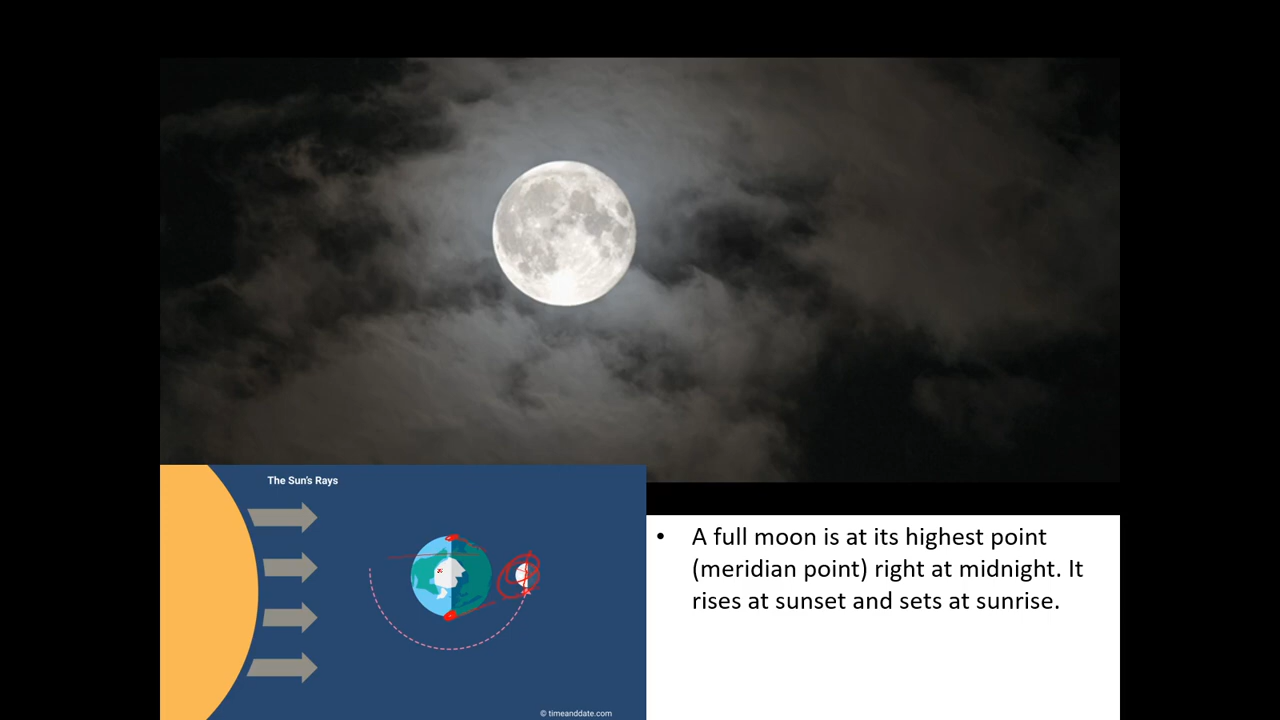 The Sun's Rays
• A full moon is at its highest point
(meridian point) right at midnight. It
rises at sunset and sets at sunrise.
© timeanddate.com